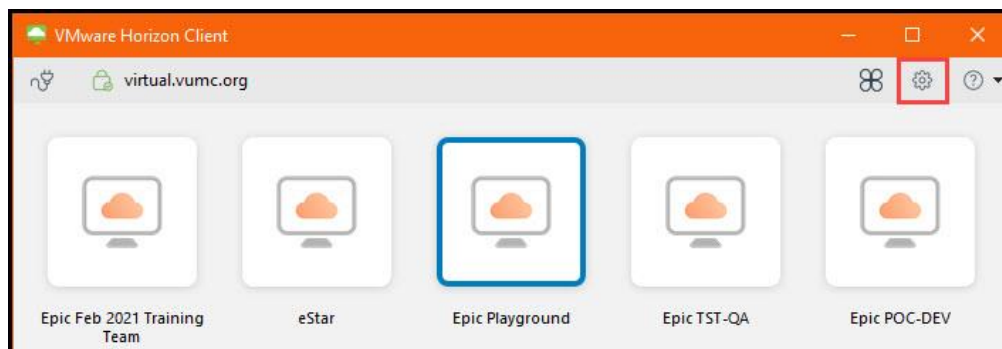 VMware Horizon Client
virtual.vumc.org
Epic Feb 2021 Training
Team
eStar
Epic Playground
Epic TST-QA
Epic POC-DEV